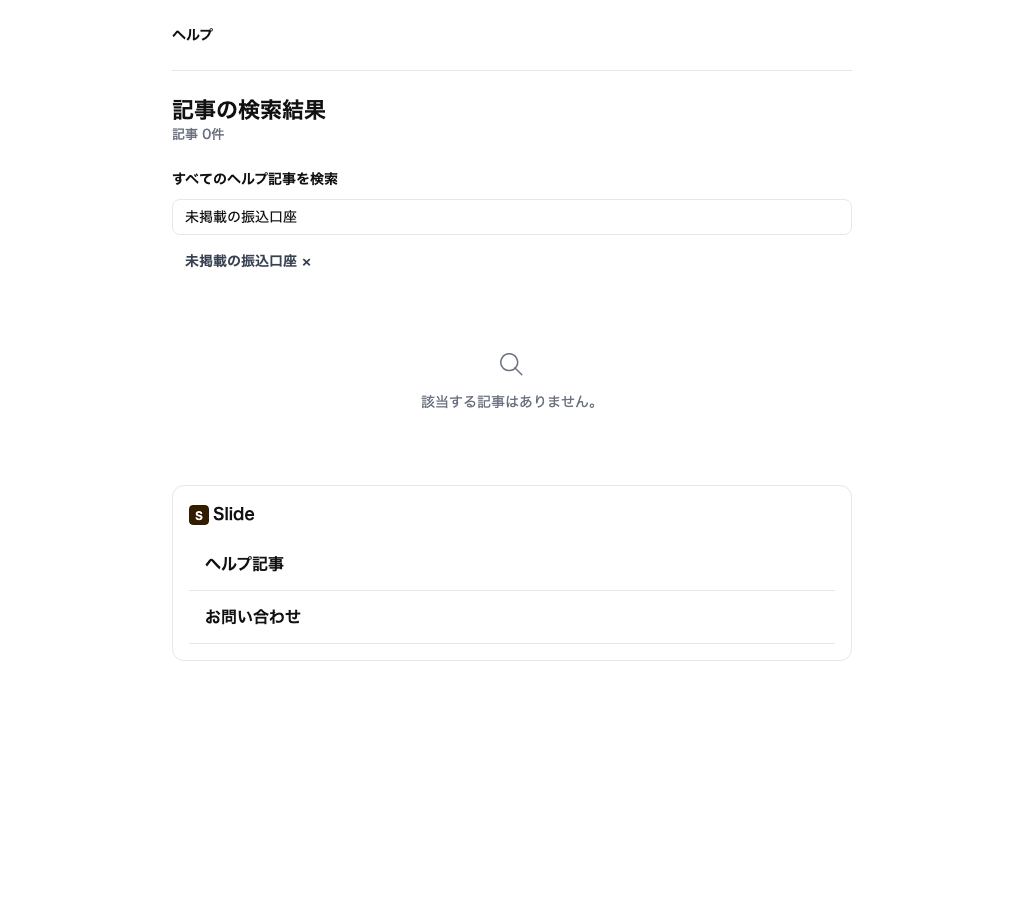 ヘルプ
記事の検索結果
記事 0件
すべてのヘルプ記事を検索
未掲載の振込口座
未掲載の振込口座 ×
該当する記事はありません。
S Slide
ヘルプ記事
お問い合わせ